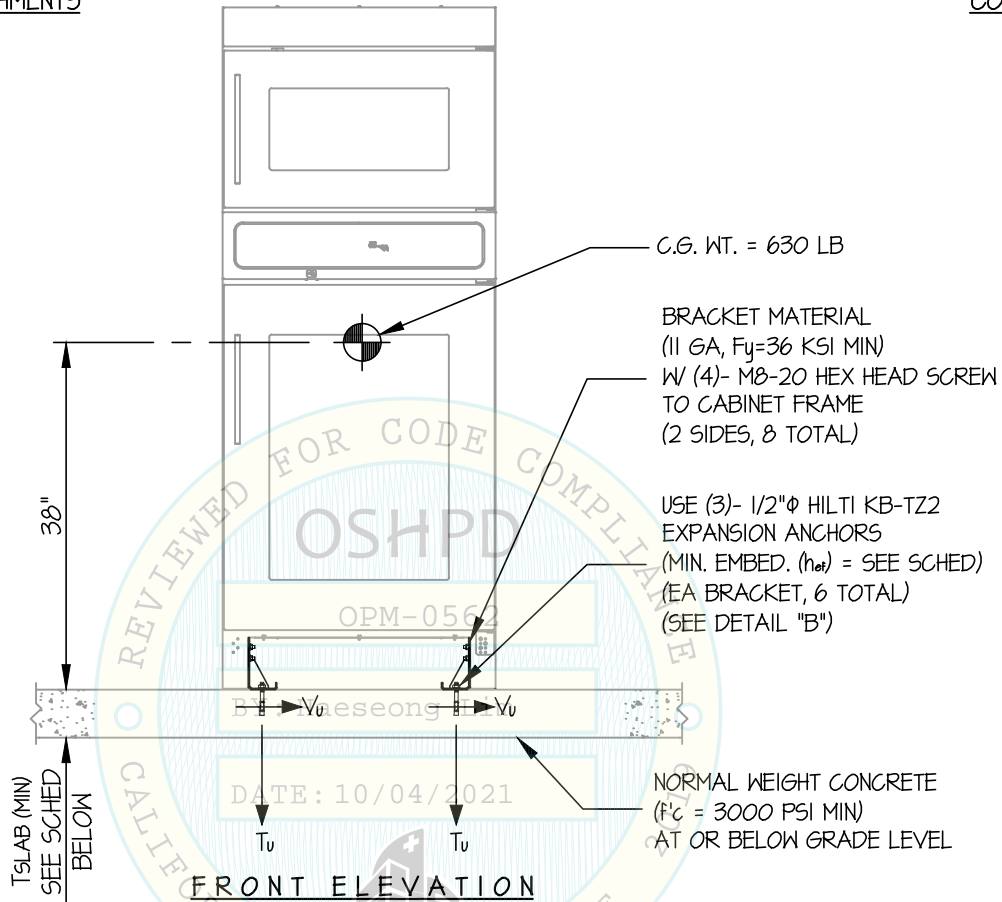 C.G. WT. = 630 LB
BRACKET MATERIAL
(11 GA, Fy=36 KSI MIN)
W/ (4)- M8-20 HEX HEAD SCREW
TO CABINET FRAME
(2 SIDES, 8 TOTAL)
38"
USE (3)- 1/2"Φ HILTI KB-TZ2
EXPANSION ANCHORS
(MIN. EMBED. (hef) = SEE SCHED)
(EA BRACKET, 6 TOTAL)
(SEE DETAIL "B")
REVIEWED FOR CODE COMPLIANCE
OSHPD
OPM-0562
BY:
Vu
Vu
DATE: 10/04/2021
Tu
Tu
TSLAB (MIN)
SEE SCHED
BELOW
NORMAL WEIGHT CONCRETE
(f'c = 3000 PSI MIN)
AT OR BELOW GRADE LEVEL
FRONT ELEVATION